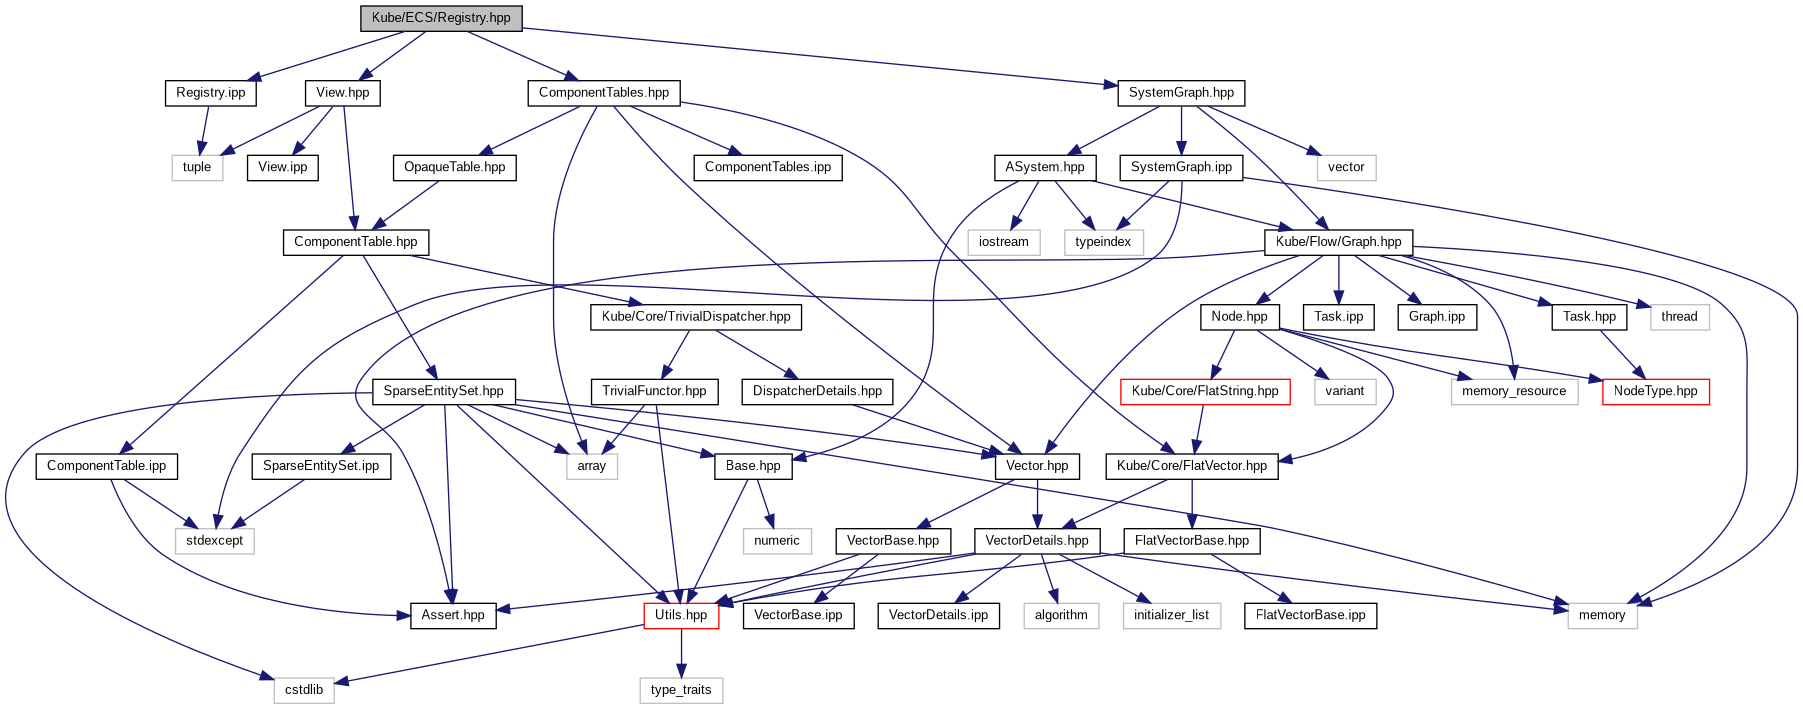 Kube/ECS/Registry.hpp
Registry.ipp
View.hpp
ComponentTables.hpp
SystemGraph.hpp
tuple
View.ipp
OpaqueTable.hpp
ComponentTables.ipp
ASystem.hpp
SystemGraph.ipp
vector
ComponentTable.hpp
iostream
typeindex
Kube/Flow/Graph.hpp
Kube/Core/TrivialDispatcher.hpp
Node.hpp
Task.ipp
Graph.ipp
Task.hpp
thread
SparseEntitySet.hpp
TrivialFunctor.hpp
DispatcherDetails.hpp
Kube/Core/FlatString.hpp
variant
memory_resource
NodeType.hpp
ComponentTable.ipp
SparseEntitySet.ipp
array
Base.hpp
Vector.hpp
Kube/Core/FlatVector.hpp
stdexcept
numeric
VectorBase.hpp
VectorDetails.hpp
FlatVectorBase.hpp
Assert.hpp
Utils.hpp
VectorBase.ipp
VectorDetails.ipp
algorithm
initializer_list
FlatVectorBase.ipp
memory
cstdlib
type_traits